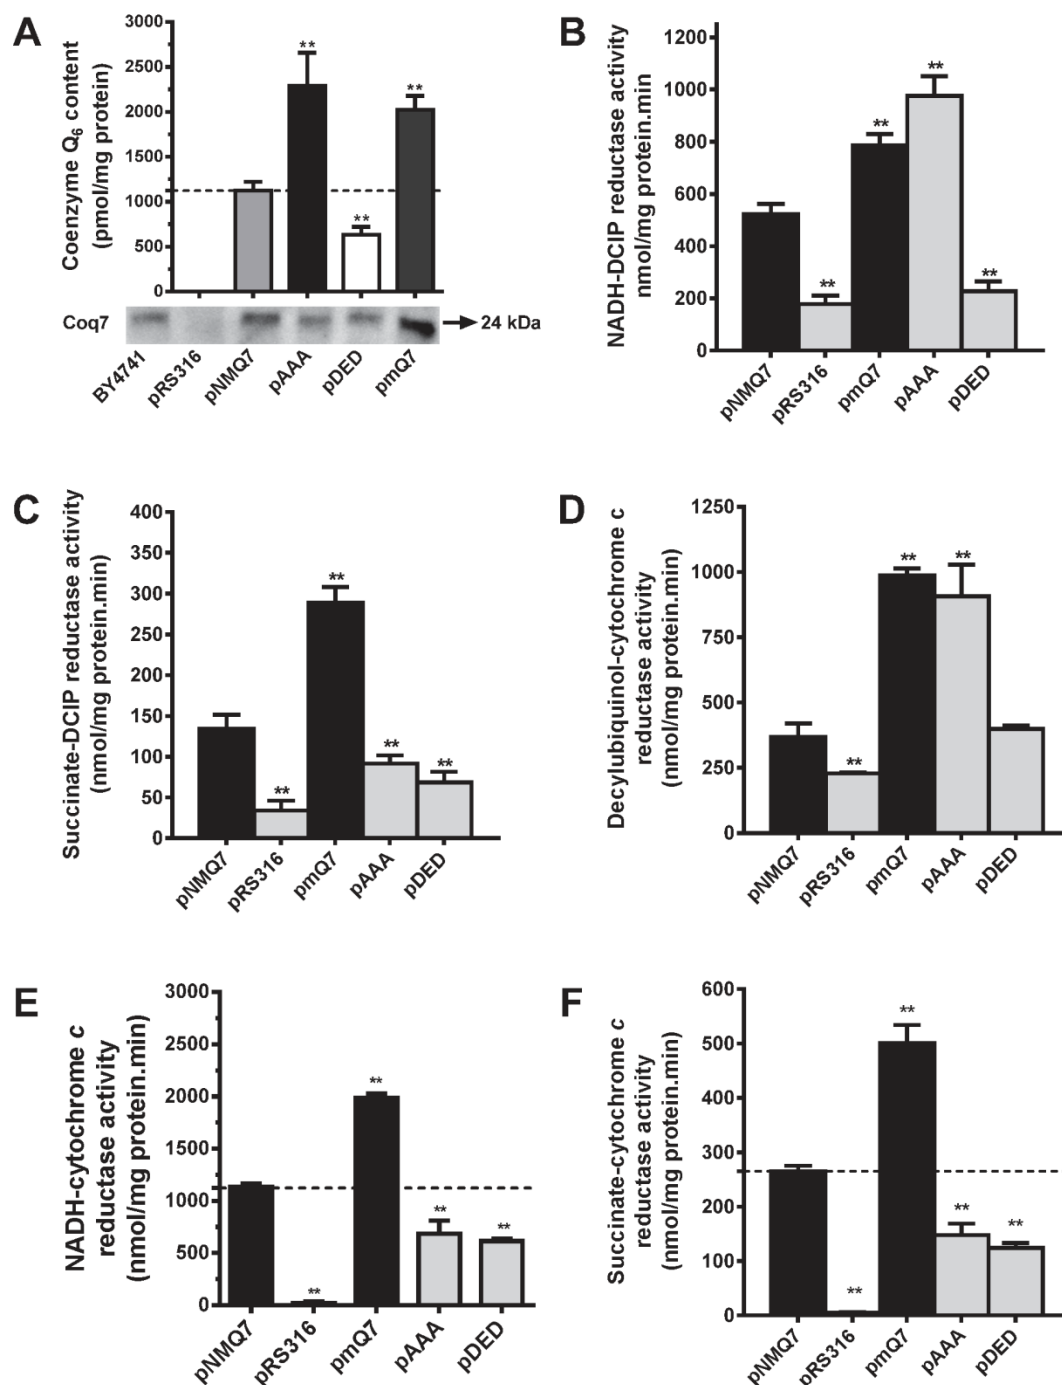 A
Coenzyme Q6 content
(pmol/mg protein)
3000
2500
2000
1500
1000
500
0
**
**
**
Coq7
24 kDa
BY4741
pRS316
pNMQ7
pAAA
pDED
pmQ7
B
NADH-DCIP reductase activity
nmol/mg protein.min
1200
1000
800
600
400
200
0
**
**
**
**
pNMQ7
pRS316
pmQ7
pAAA
pDED
C
Succinate-DCIP reductase activity
(nmol/mg protein.min)
400
350
300
250
200
150
100
50
0
**
**
**
**
pNMQ7
pRS316
pmQ7
pAAA
pDED
D
Decylubiquinol-cytochrome c
reductase activity
(nmol/mg protein.min)
1250
1000
750
500
250
0
**
**
**
pNMQ7
pRS316
pmQ7
pAAA
pDED
E
NADH-cytochrome c
reductase activity
(nmol/mg protein.min)
3000
2500
2000
1500
1000
500
0
**
**
**
**
pNMQ7
pRS316
pmQ7
pAAA
pDED
F
Succinate-cytochrome c
reductase activity
(nmol/mg protein.min)
600
500
400
300
200
100
0
**
**
**
**
pNMQ7
pRS316
pmQ7
pAAA
pDED